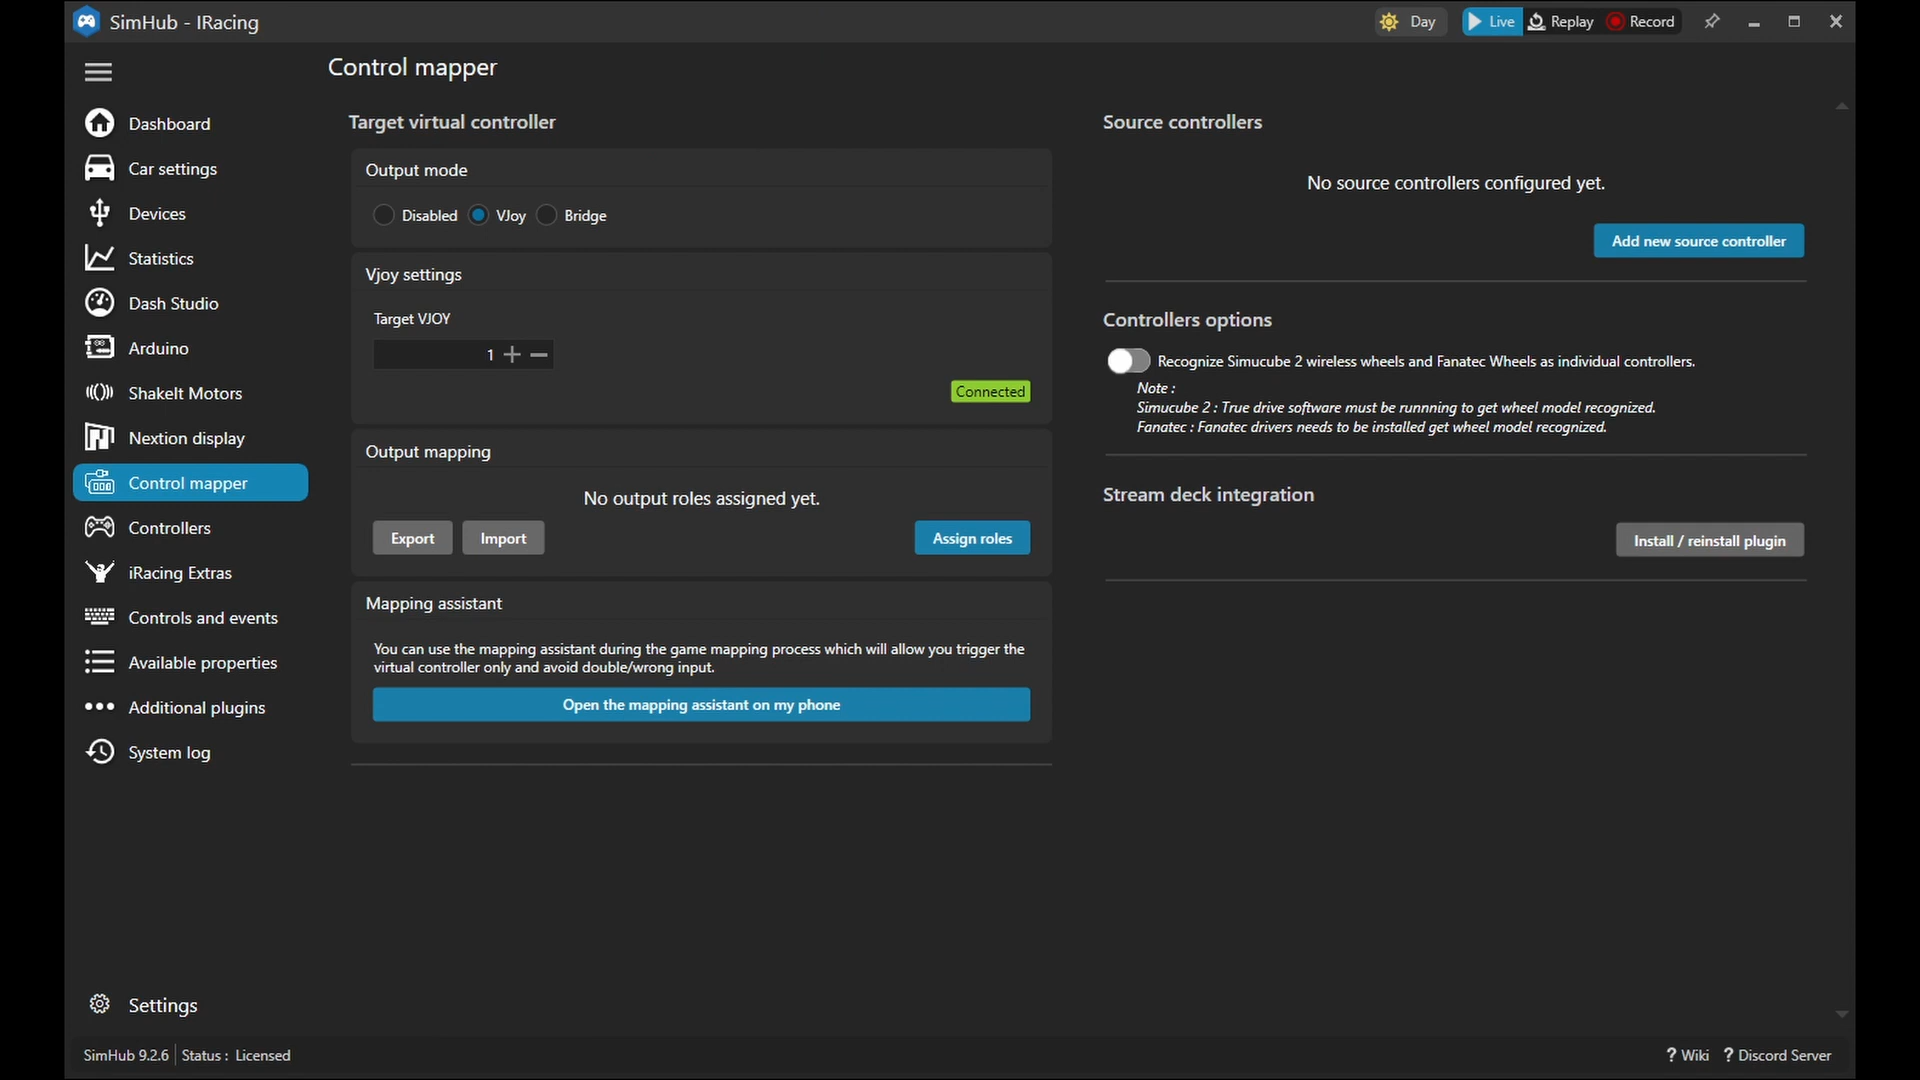 SimHub - IRacing
Day
Live
Replay
Record
Control mapper
Dashboard
Car settings
Devices
Statistics
Dash Studio
Arduino
ShakeIt Motors
Nextion display
Control mapper
Controllers
iRacing Extras
Controls and events
Available properties
Additional plugins
System log
Settings
Target virtual controller
Output mode
Disabled
VJoy
Bridge
Vjoy settings
Target VJOY
1
Connected
Output mapping
No output roles assigned yet.
Export
Import
Assign roles
Mapping assistant
You can use the mapping assistant during the game mapping process which will allow you trigger the
virtual controller only and avoid double/wrong input.
Open the mapping assistant on my phone
Source controllers
No source controllers configured yet.
Add new source controller
Controllers options
Recognize Simucube 2 wireless wheels and Fanatec Wheels as individual controllers.
Note :
Simucube 2 : True drive software must be runnning to get wheel model recognized.
Fanatec : Fanatec drivers needs to be installed get wheel model recognized.
Stream deck integration
Install / reinstall plugin
SimHub 9.2.6
Status : Licensed
? Wiki
? Discord Server